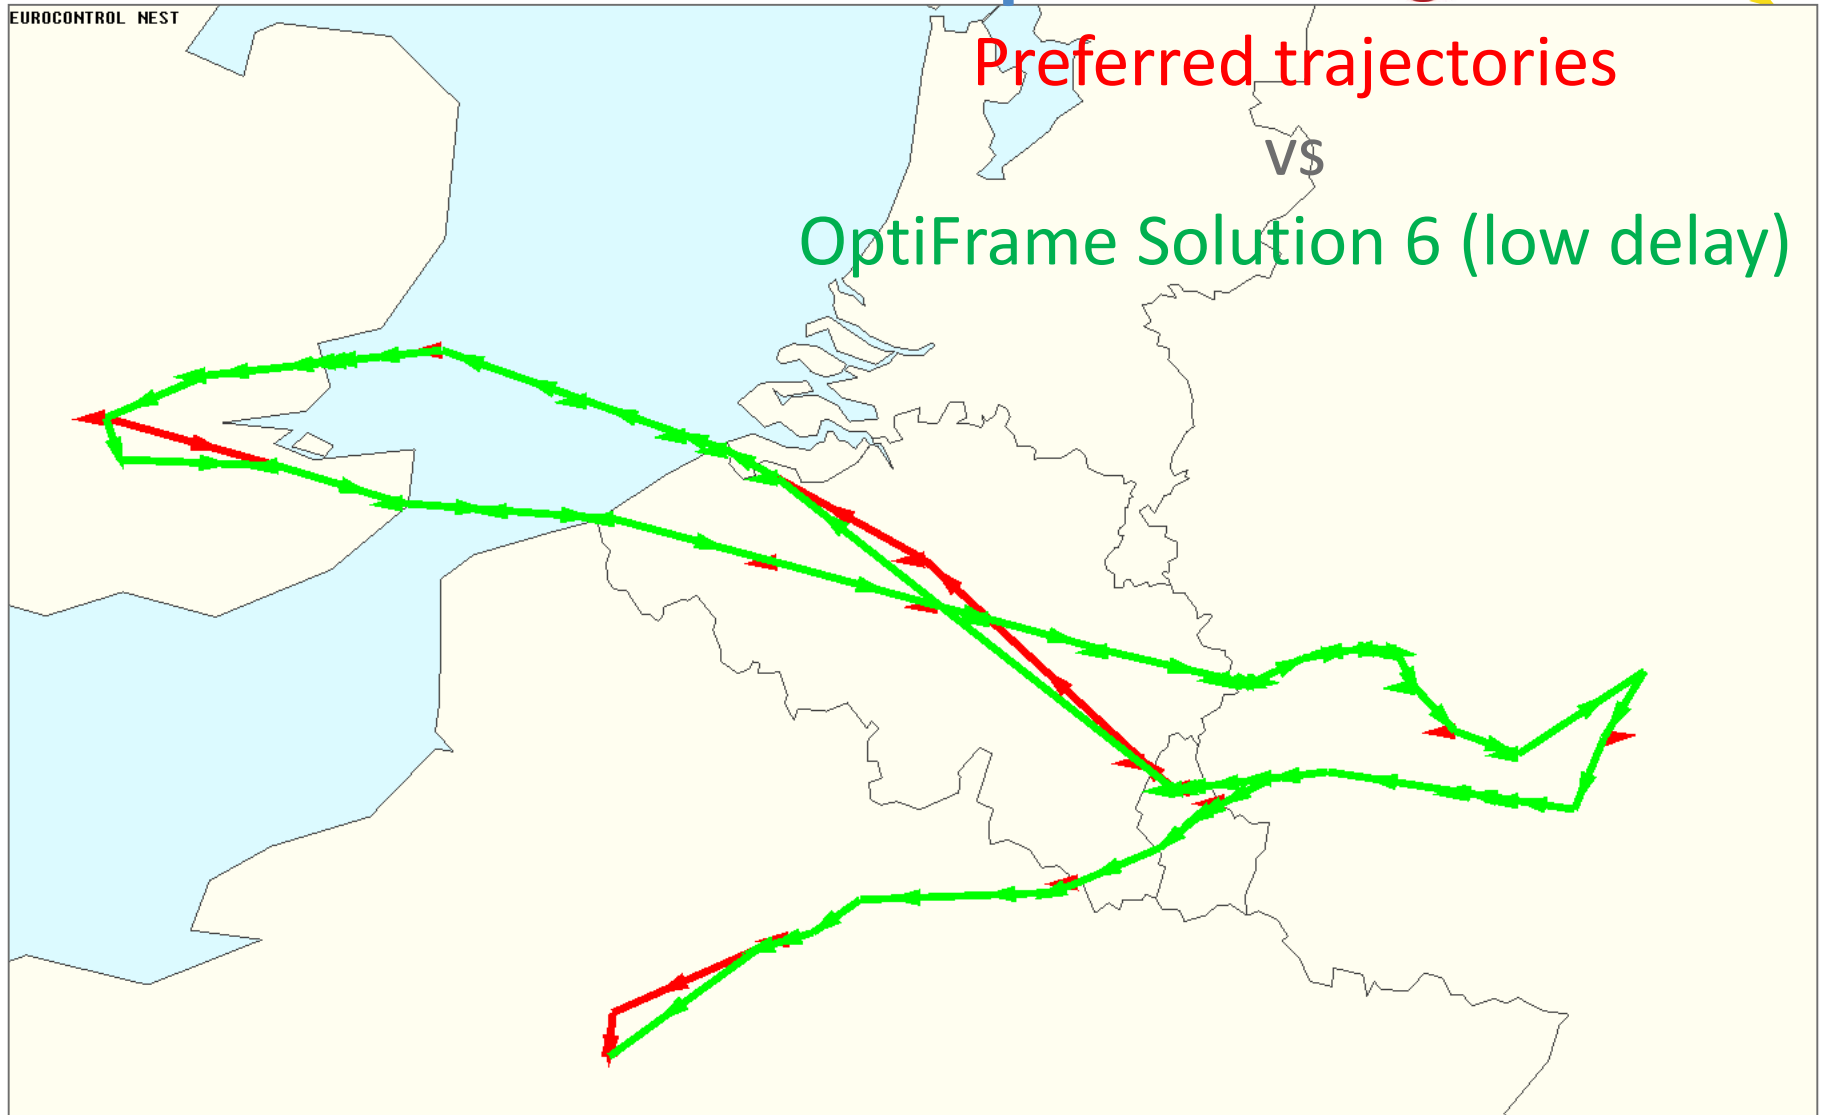 EUROCONTROL NEST
Preferred trajectories
vs
OptiFrame Solution 6 (low delay)